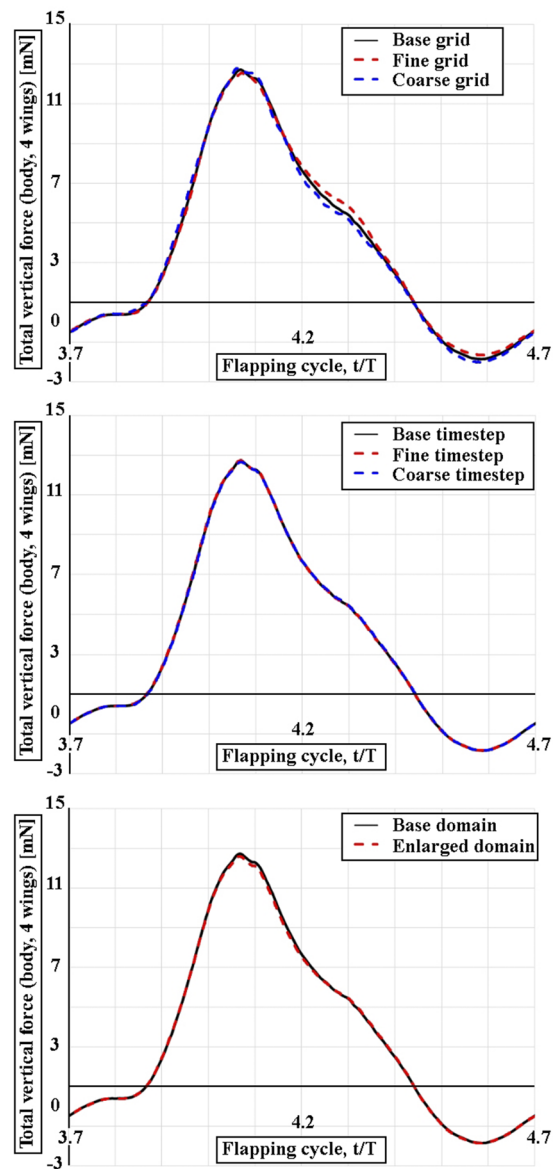 15
Base grid
Fine grid
Coarse grid
11
7
3
0
-3
Total vertical force (body, 4 wings) [mN]
3.7
4.2
4.7
Flapping cycle, t/T
15
Base timestep
Fine timestep
Coarse timestep
11
7
3
0
-3
Total vertical force (body, 4 wings) [mN]
3.7
4.2
4.7
Flapping cycle, t/T
15
Base domain
Enlarged domain
11
7
3
0
-3
Total vertical force (body, 4 wings) [mN]
3.7
4.2
4.7
Flapping cycle, t/T